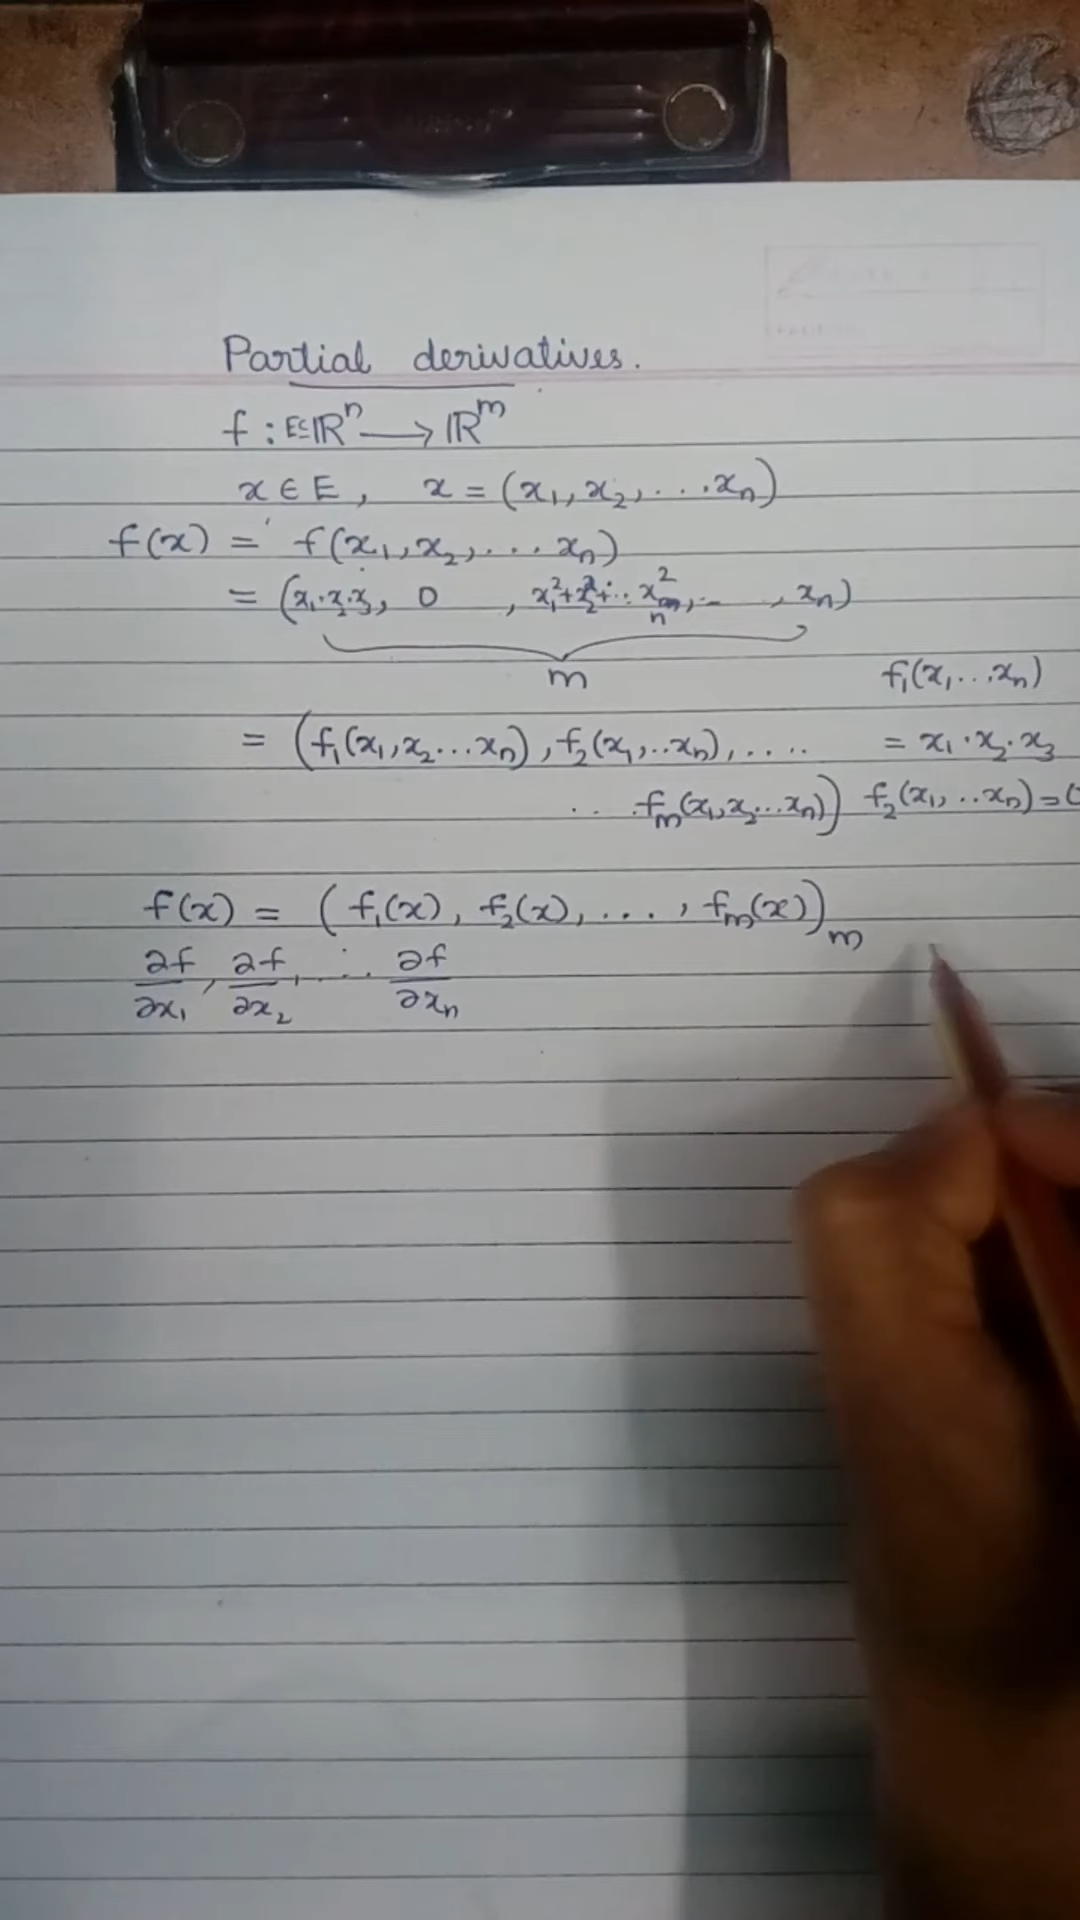 Partial derivatives.
f : E⊆ℝⁿ ⟶ ℝᵐ
x ∈ E, x = (x₁, x₂, ... xₙ)
f(x) = f(x₁, x₂, ... xₙ)
= (x₁·x₂·x₃, 0 , x₁²+x₂²+.. xₙ², .. , xₙ)
m
f₁(x₁...xₙ)
= (f₁(x₁,x₂...xₙ), f₂(x₁,..xₙ), .... = x₁·x₂·x₃
.. fₘ(x₁,x₂...xₙ)) f₂(x₁,..xₙ)=0
f(x) = (f₁(x), f₂(x), ..., fₘ(x))ₘ
∂f/∂x₁, ∂f/∂x₂, ... ∂f/∂xₙ